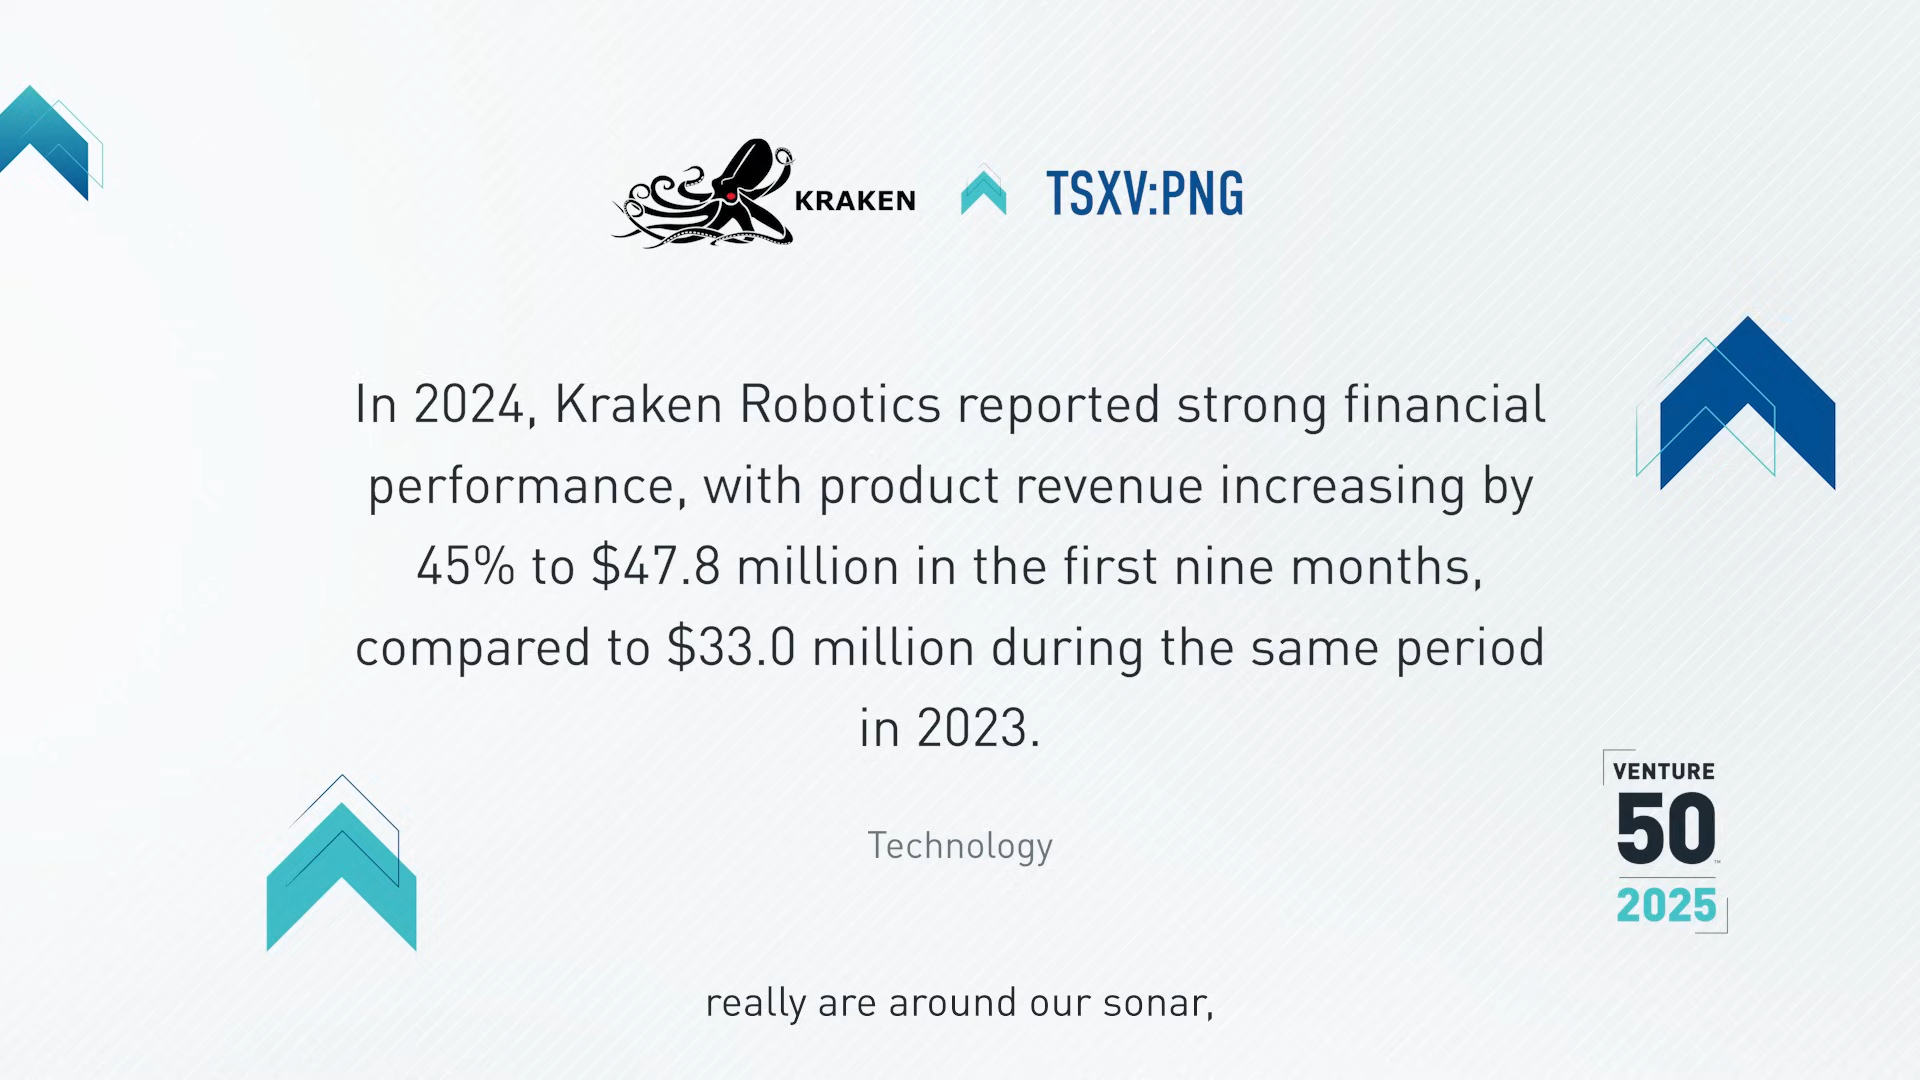 KRAKEN
TSXV:PNG
In 2024, Kraken Robotics reported strong financial
performance, with product revenue increasing by
45% to $47.8 million in the first nine months,
compared to $33.0 million during the same period
in 2023.
VENTURE
50™
2025
Technology
really are around our sonar,